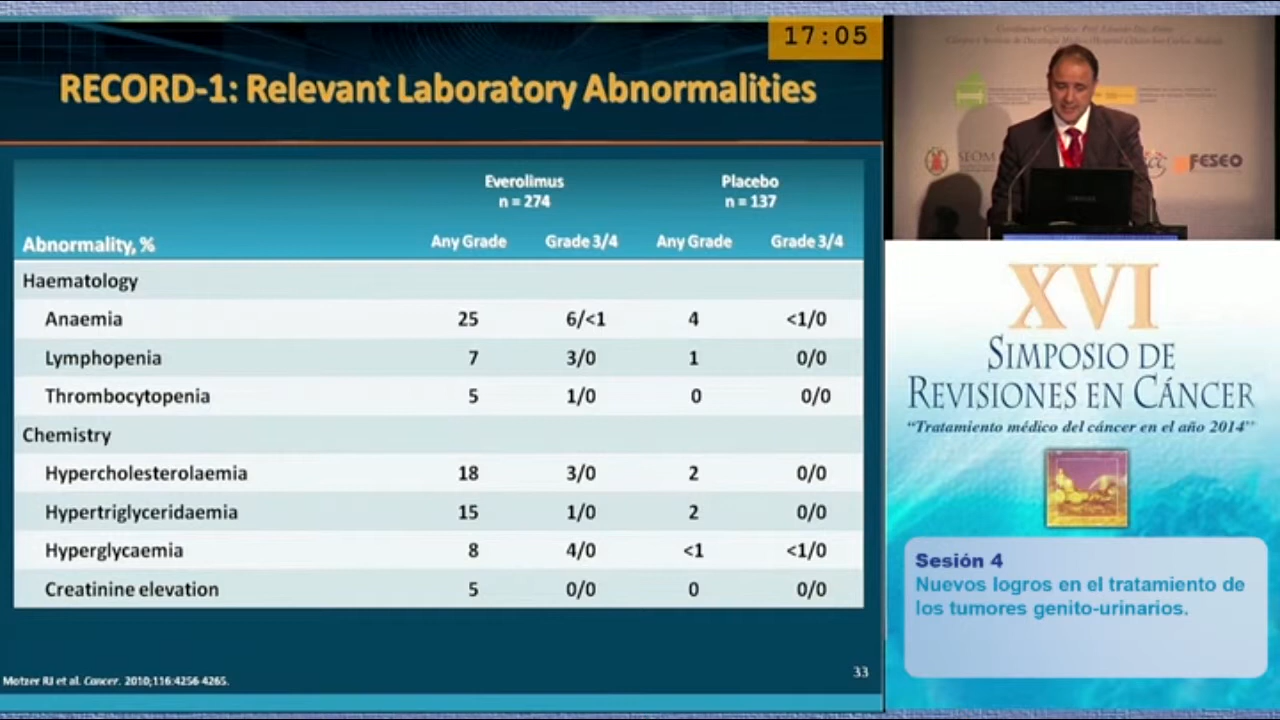 17:05
RECORD-1: Relevant Laboratory Abnormalities
Everolimus Placebo
n = 274 n = 137
Abnormality, % Any Grade Grade 3/4 Any Grade Grade 3/4
Haematology
Anaemia 25 6/<1 4 <1/0
Lymphopenia 7 3/0 1 0/0
Thrombocytopenia 5 1/0 0 0/0
Chemistry
Hypercholesterolaemia 18 3/0 2 0/0
Hypertriglyceridaemia 15 1/0 2 0/0
Hyperglycaemia 8 4/0 <1 <1/0
Creatinine elevation 5 0/0 0 0/0
Motzer RJ et al. Cancer. 2010;116:4256-4265.
33
SEOM
FESEO
XVI
SIMPOSIO DE
REVISIONES EN CÁNCER
“Tratamiento médico del cáncer en el año 2014”
Sesión 4
Nuevos logros en el tratamiento de
los tumores genito-urinarios.